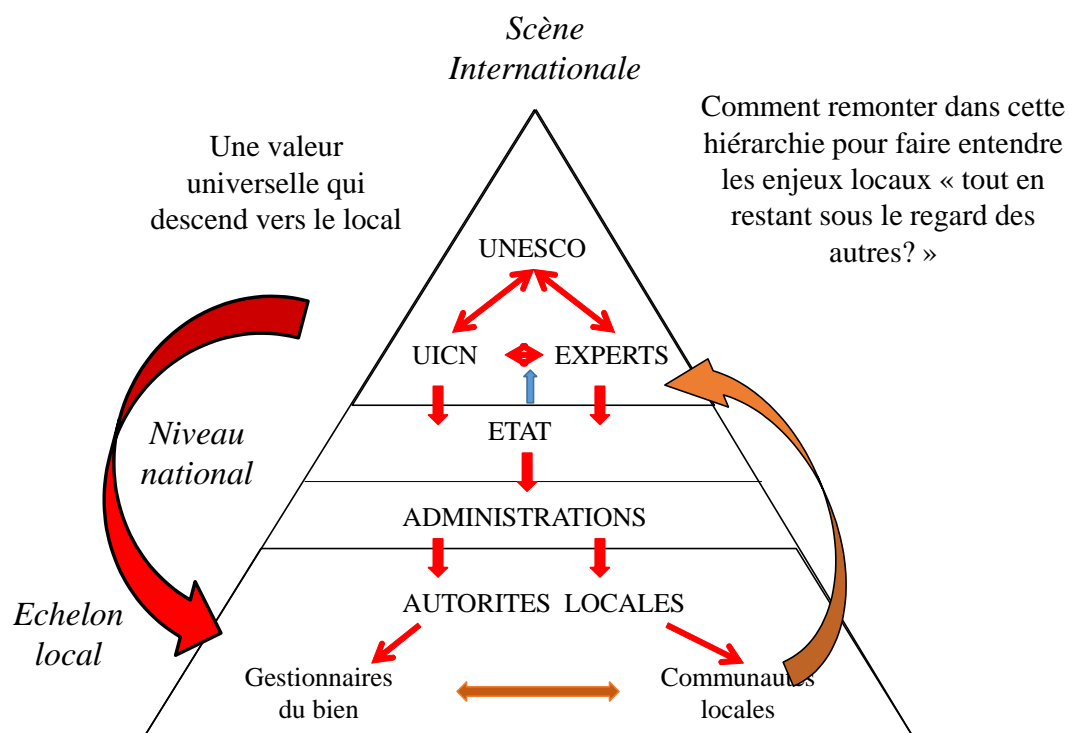 Scène
Internationale
Une valeur
universelle qui
descend vers le local
Comment remonter dans cette
hiérarchie pour faire entendre
les enjeux locaux « tout en
restant sous le regard des
autres? »
UNESCO
UICN
EXPERTS
Niveau
national
ETAT
ADMINISTRATIONS
Echelon
local
AUTORITES LOCALES
Gestionnaires
du bien
Communautés
locales